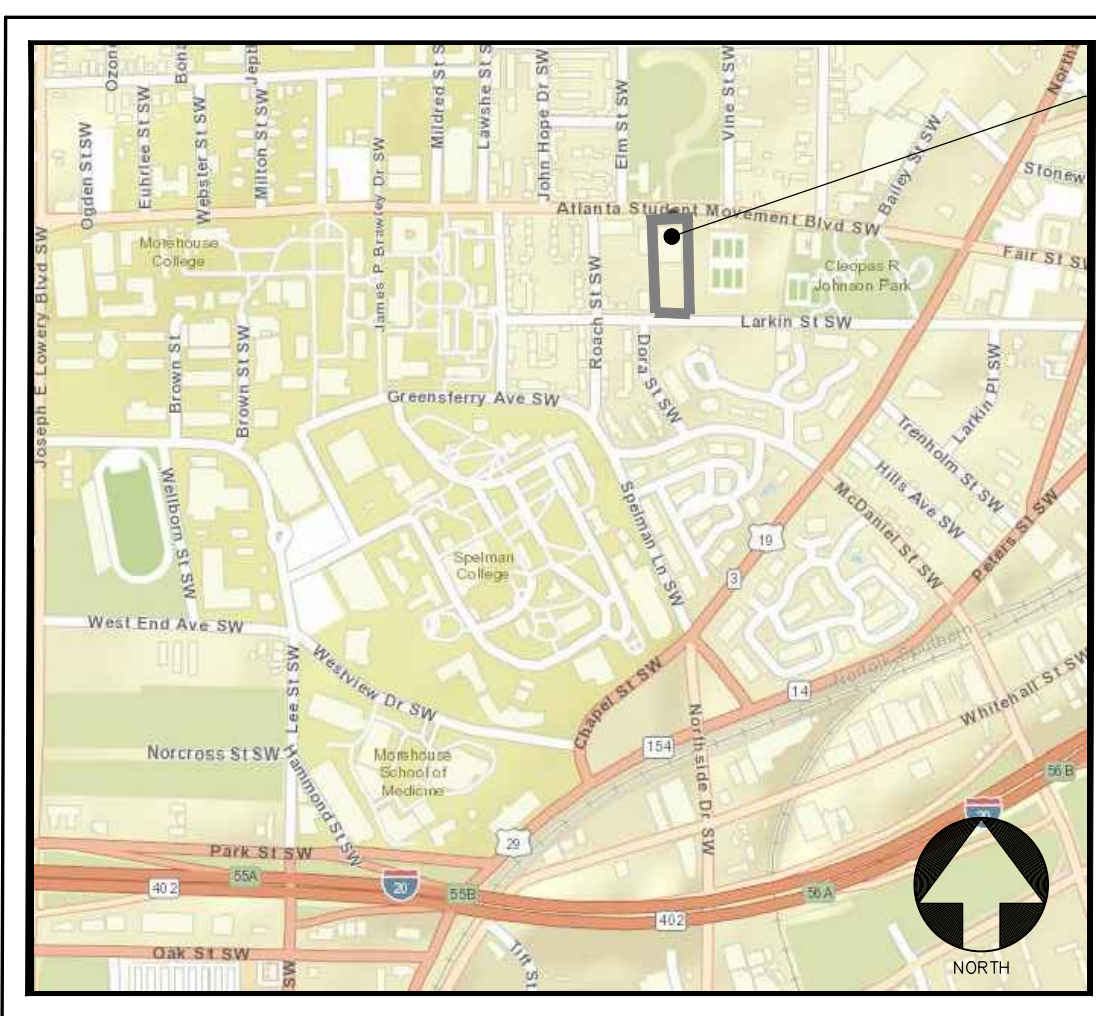 Ozon
Bona
Jept
Mildred St S
Lawshe St S
John Hope Dr SW
Elm St SW
Vine St SW
North
Ogden St SW
Euhrlee St SW
Webster St SW
Milton St SW
James P Brawley Dr SW
Bailey St SW
Stonew
Atlanta Student Movement Blvd SW
Fair St SW
Morehouse
College
Cleopas R
Johnson Park
Joseph E Lowery Blvd SW
Roach St SW
Larkin St SW
Brown St
Brown St SW
Dora St SW
Larkin Pl SW
Greensferry Ave SW
Trenholm St SW
Hills Ave SW
McDaniel St SW
Peters St SW
Wellborn St SW
Spelman Ln SW
19
3
Spelman
College
West End Ave SW
Westview Dr SW
Lee St SW
Norfolk Southern
14
Whitehall St SW
Chapel St SW
Northside Dr SW
154
Norcross St SW
Hammond St SW
Morehouse
School of
Medicine
56B
20
29
Park St SW
55A
402
20
55B
56A
402
Oak St SW
SW
Tift St
NORTH